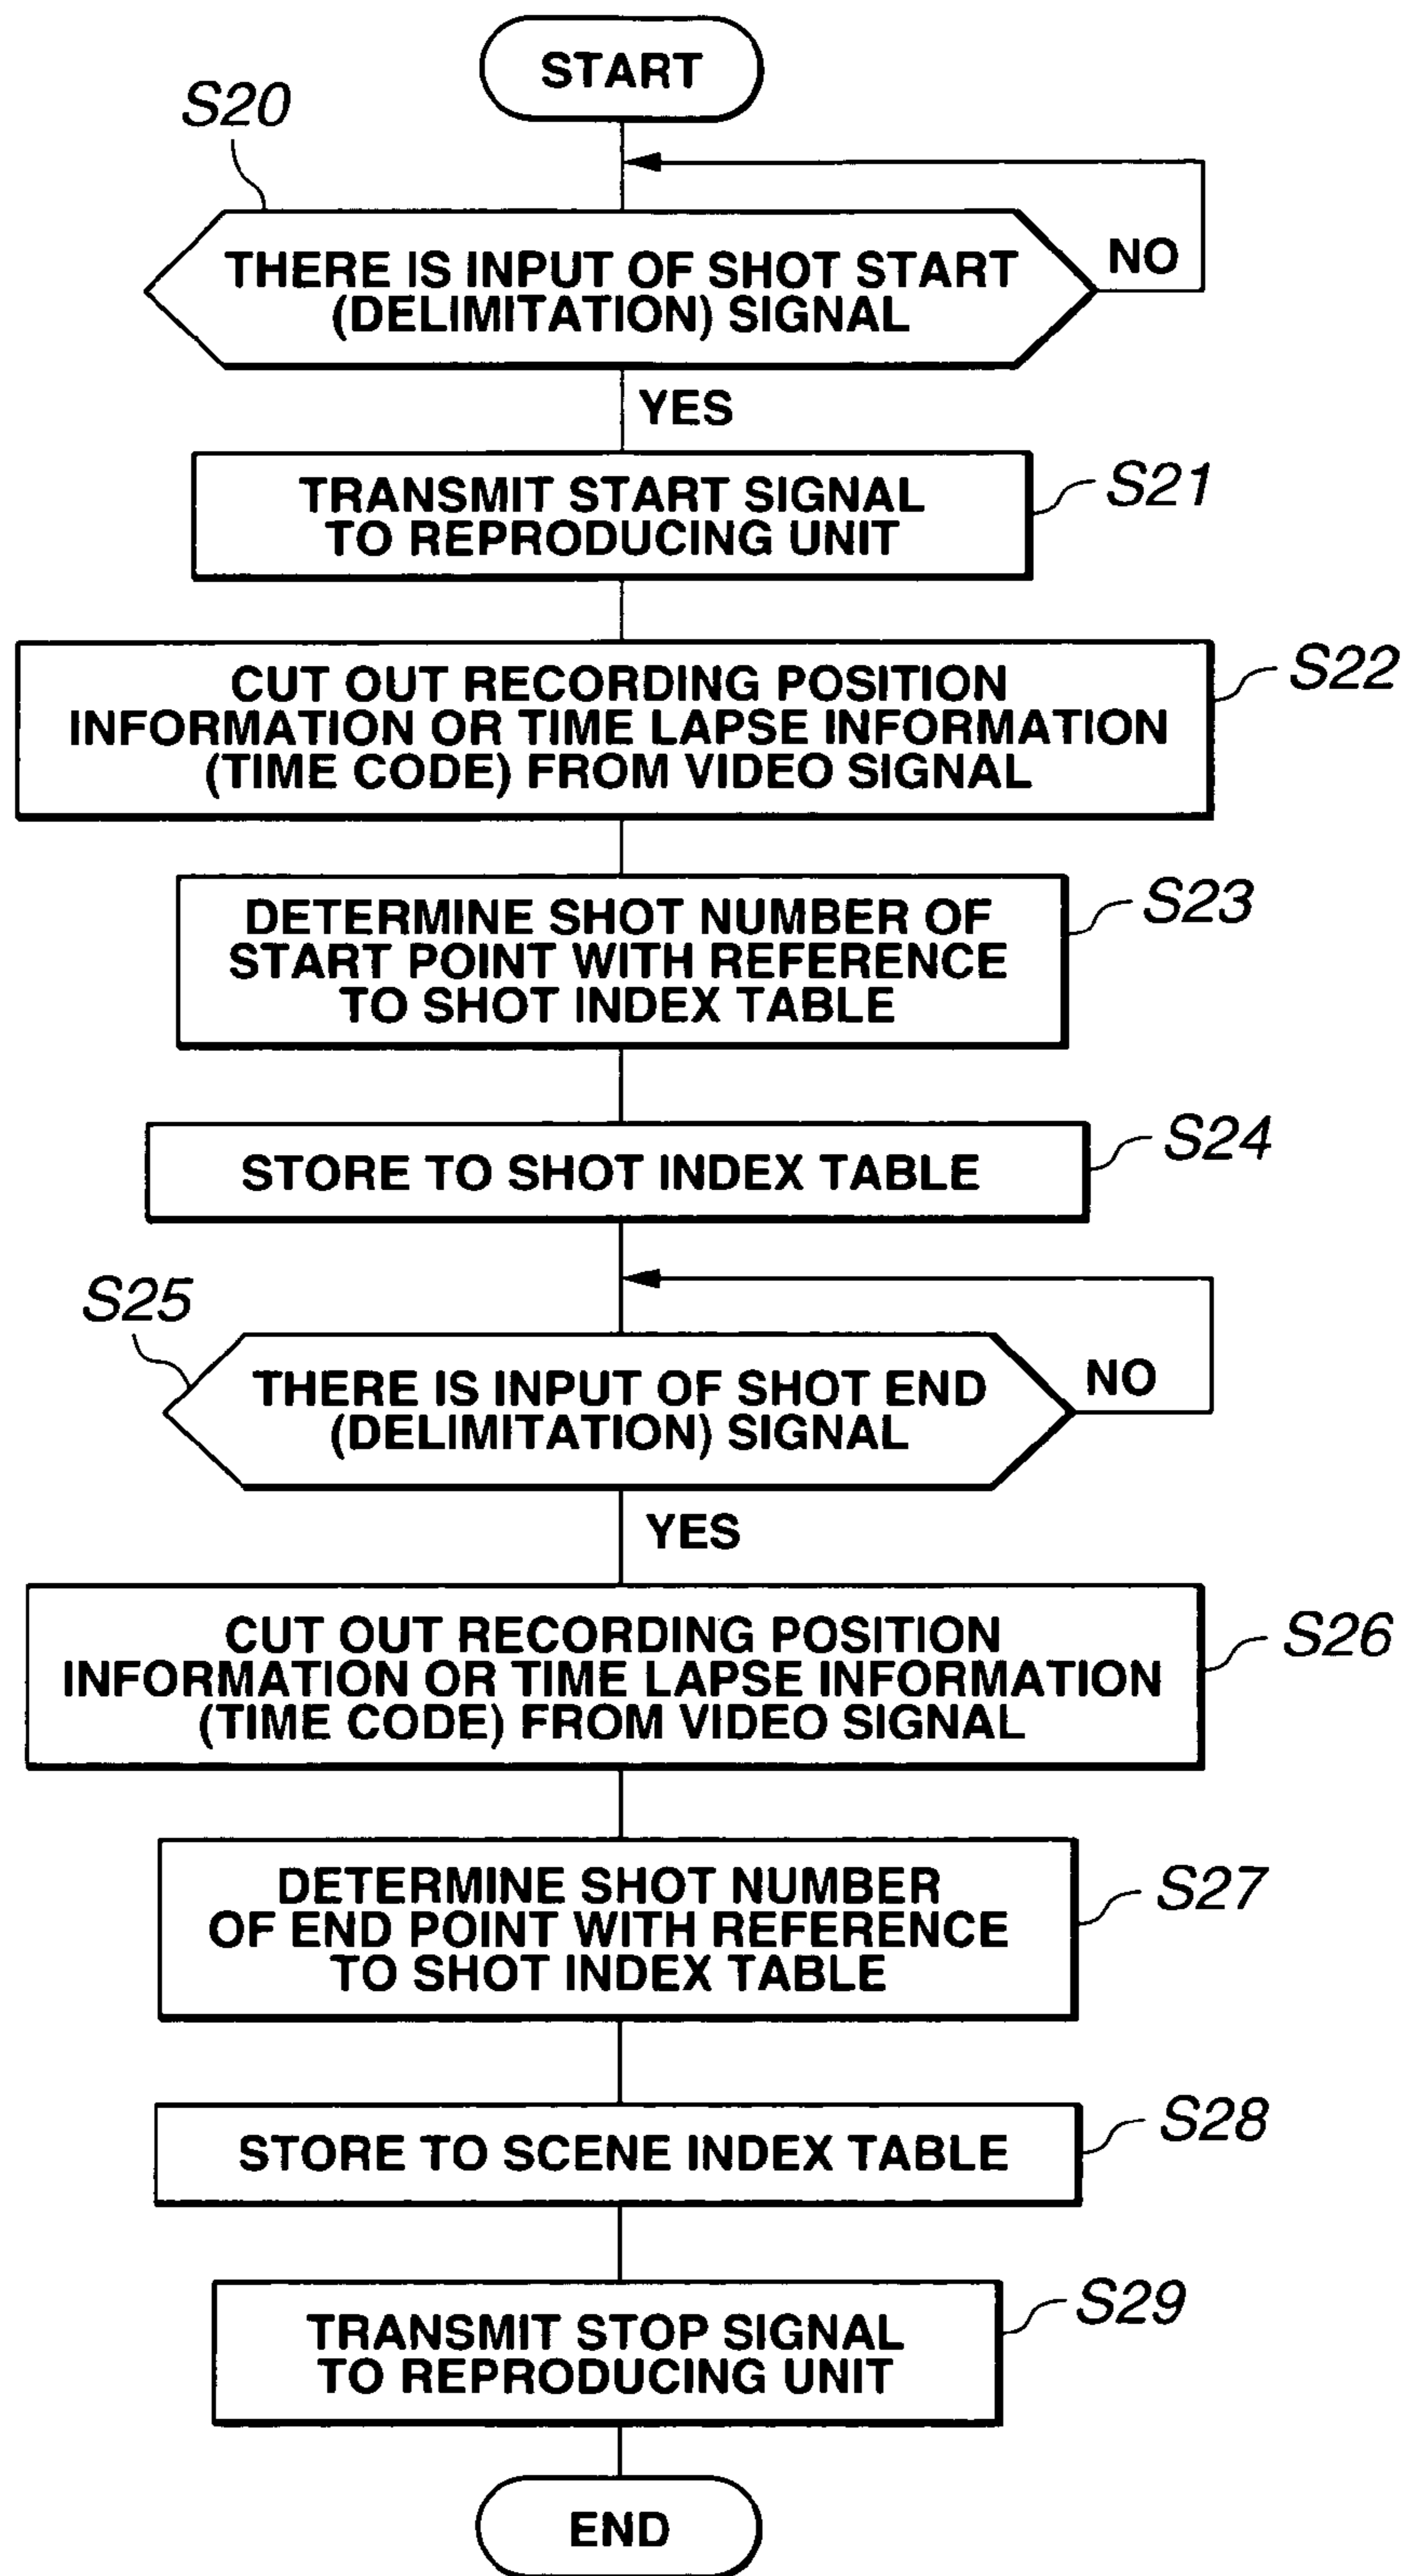 START
S20
THERE IS INPUT OF SHOT START
(DELIMITATION) SIGNAL
NO
YES
TRANSMIT START SIGNAL
TO REPRODUCING UNIT
S21
CUT OUT RECORDING POSITION
INFORMATION OR TIME LAPSE INFORMATION
(TIME CODE) FROM VIDEO SIGNAL
S22
DETERMINE SHOT NUMBER OF
START POINT WITH REFERENCE
TO SHOT INDEX TABLE
S23
STORE TO SHOT INDEX TABLE
S24
S25
THERE IS INPUT OF SHOT END
(DELIMITATION) SIGNAL
NO
YES
CUT OUT RECORDING POSITION
INFORMATION OR TIME LAPSE INFORMATION
(TIME CODE) FROM VIDEO SIGNAL
S26
DETERMINE SHOT NUMBER
OF END POINT WITH REFERENCE
TO SHOT INDEX TABLE
S27
STORE TO SCENE INDEX TABLE
S28
TRANSMIT STOP SIGNAL
TO REPRODUCING UNIT
S29
END